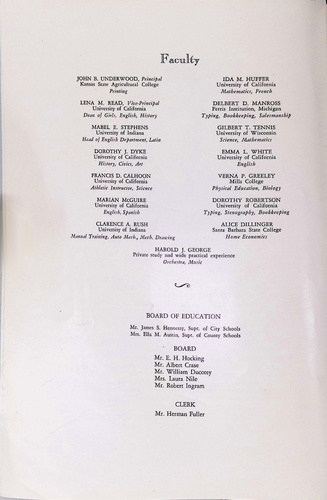 Faculty
JOHN B. UNDERWOOD, Principal
Kansas State Agricultural College
Printing
LENA M. READ, Vice-Principal
University of California
Dean of Girls, English, History
MABEL E. STEPHENS
University of Indiana
Head of English Department, Latin
DOROTHY J. DYKE
University of California
History, Civics, Art
FRANCIS D. CALHOON
University of California
Athletic Instructor, Science
MARIAN McGUIRE
University of California
English, Spanish
CLARENCE A. RUSH
University of Indiana
Manual Training, Auto Mech., Mech. Drawing
IDA M. HUFFER
University of California
Mathematics, French
DELBERT D. MANROSS
Ferris Institution, Michigan
Typing, Bookkeeping, Salesmanship
GILBERT T. TENNIS
University of Wisconsin
Science, Mathematics
EMMA L. WHITE
University of California
English
VERNA P. GREELEY
Mills College
Physical Education, Biology
DOROTHY ROBERTSON
University of California
Typing, Stenography, Bookkeeping
ALICE DILLINGER
Santa Barbara State College
Home Economics
HAROLD J. GEORGE
Private study and wide practical experience
Orchestra, Music
BOARD OF EDUCATION
Mr. James S. Hennessy, Supt. of City Schools
Mrs. Ella M. Austin, Supt. of County Schools
BOARD
Mr. E. H. Hocking
Mr. Albert Crase
Mr. William Ducotey
Mrs. Laura Nile
Mr. Robert Ingram
CLERK
Mr. Herman Fuller